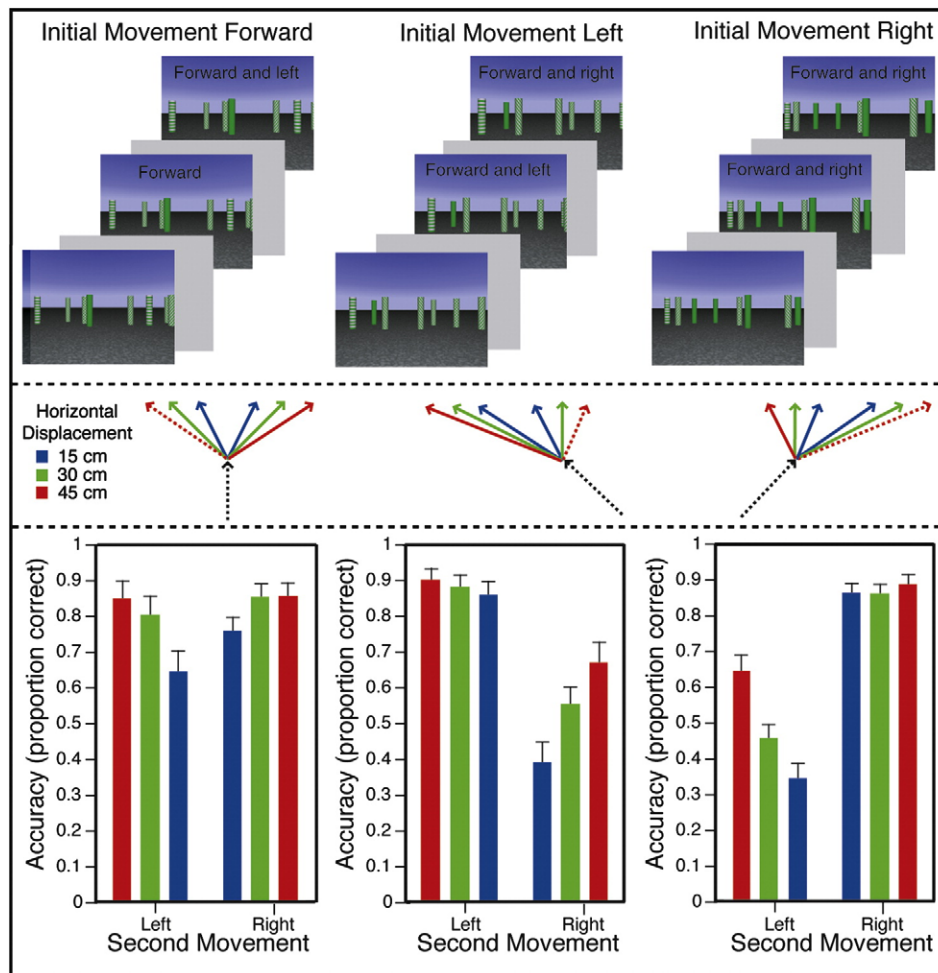 Initial Movement Forward
Initial Movement Left
Initial Movement Right
Forward and left
Forward
Forward and right
Forward and left
Forward and right
Forward and right
Horizontal
Displacement
15 cm
30 cm
45 cm
Accuracy (proportion correct)
1
0.9
0.8
0.7
0.6
0.5
0.4
0.3
0.2
0.1
0
Left
Right
Second Movement
Accuracy (proportion correct)
1
0.9
0.8
0.7
0.6
0.5
0.4
0.3
0.2
0.1
0
Left
Right
Second Movement
Accuracy (proportion correct)
1
0.9
0.8
0.7
0.6
0.5
0.4
0.3
0.2
0.1
0
Left
Right
Second Movement